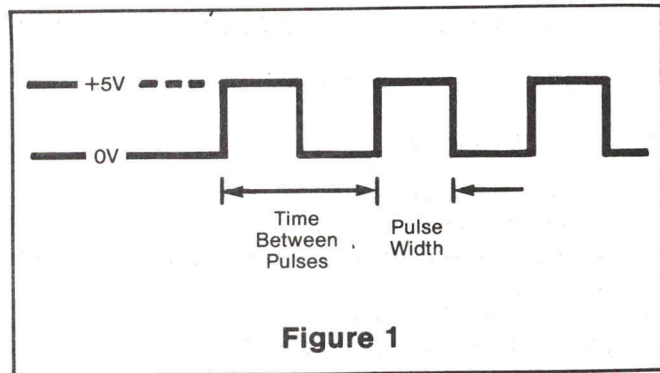 +5V
0V
Time
Between
Pulses
Pulse
Width
Figure 1